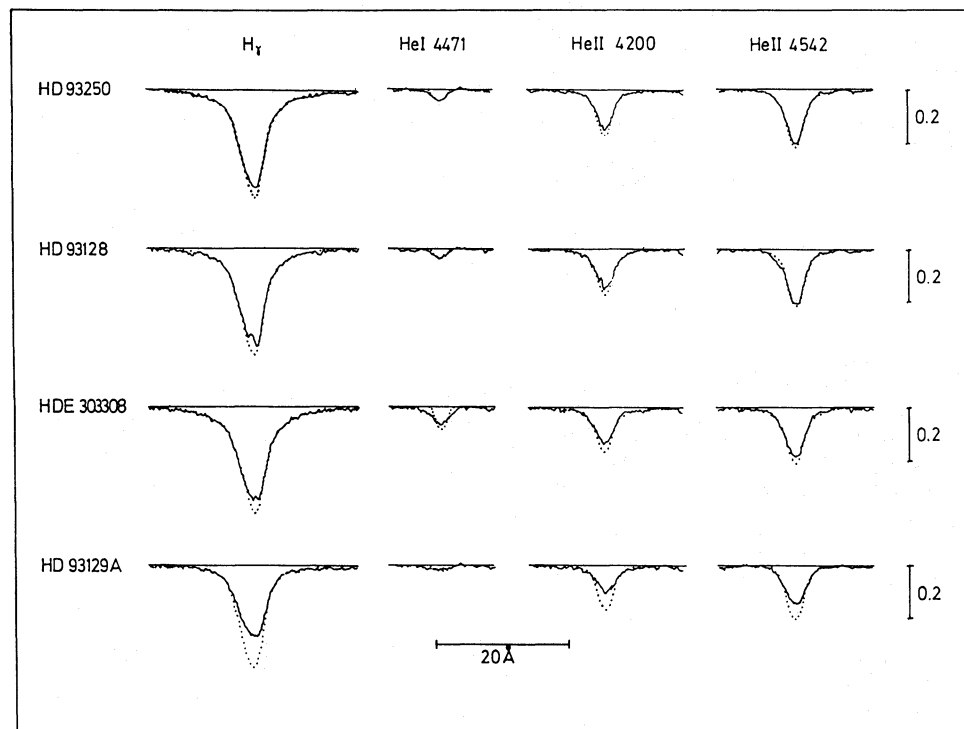 Hγ HeI 4471 HeII 4200 HeII 4542
HD 93250 0.2
HD 93128 0.2
HDE 303308 0.2
HD 93129A 0.2
20Å